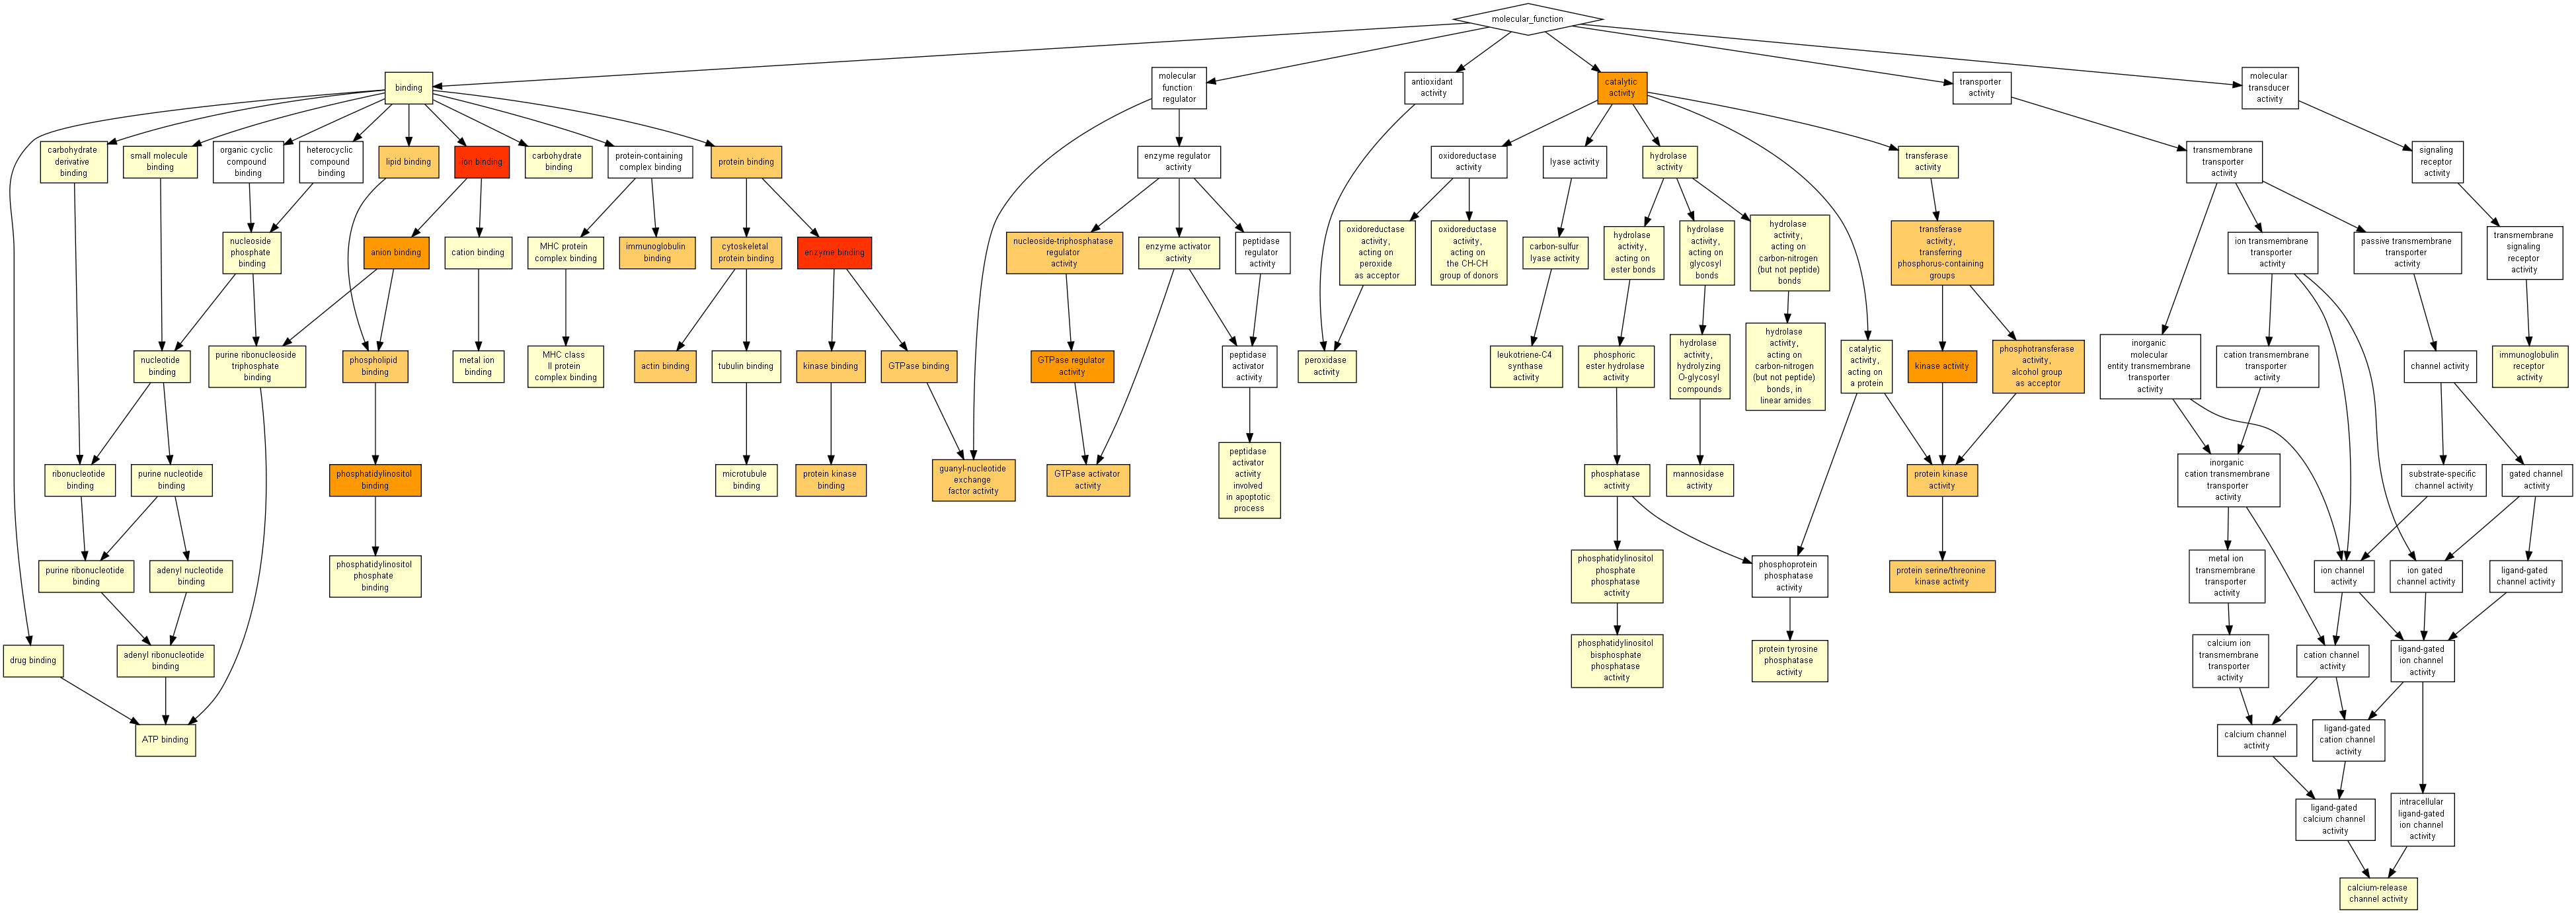 molecular_function
binding
molecular
function
regulator
antioxidant
activity
catalytic
activity
transporter
activity
molecular
transducer
activity
carbohydrate
derivative
binding
small molecule
binding
organic cyclic
compound
binding
heterocyclic
compound
binding
lipid binding
ion binding
carbohydrate
binding
protein-containing
complex binding
protein binding
enzyme regulator
activity
oxidoreductase
activity
lyase activity
hydrolase
activity
transferase
activity
transmembrane
transporter
activity
signaling
receptor
activity
nucleoside
phosphate
binding
anion binding
cation binding
MHC protein
complex binding
immunoglobulin
binding
cytoskeletal
protein binding
enzyme binding
nucleoside-triphosphatase
regulator
activity
enzyme activator
activity
peptidase
regulator
activity
oxidoreductase
activity,
acting on
peroxide
as acceptor
oxidoreductase
activity,
acting on
the CH-CH
group of donors
carbon-sulfur
lyase activity
hydrolase
activity,
acting on
ester bonds
hydrolase
activity,
acting on
glycosyl
bonds
hydrolase
activity,
acting on
carbon-nitrogen
(but not peptide)
bonds
transferase
activity,
transferring
phosphorus-containing
groups
ion transmembrane
transporter
activity
passive transmembrane
transporter
activity
transmembrane
signaling
receptor
activity
nucleotide
binding
purine ribonucleoside
triphosphate
binding
phospholipid
binding
metal ion
binding
MHC class
II protein
complex binding
actin binding
tubulin binding
kinase binding
GTPase binding
GTPase regulator
activity
peptidase
activator
activity
peroxidase
activity
leukotriene-C4
synthase
activity
phosphoric
ester hydrolase
activity
hydrolase
activity,
hydrolyzing
O-glycosyl
compounds
hydrolase
activity,
acting on
carbon-nitrogen
(but not peptide)
bonds, in
linear amides
catalytic
activity,
acting on
a protein
kinase activity
phosphotransferase
activity,
alcohol group
as acceptor
inorganic
molecular
entity transmembrane
transporter
activity
cation transmembrane
transporter
activity
channel activity
immunoglobulin
receptor
activity
ribonucleotide
binding
purine nucleotide
binding
phosphatidylinositol
binding
microtubule
binding
protein kinase
binding
guanyl-nucleotide
exchange
factor activity
GTPase activator
activity
peptidase
activator
activity
involved
in apoptotic
process
phosphatase
activity
mannosidase
activity
protein kinase
activity
inorganic
cation transmembrane
transporter
activity
substrate-specific
channel activity
gated channel
activity
purine ribonucleotide
binding
adenyl nucleotide
binding
phosphatidylinositol
phosphate
binding
phosphatidylinositol
phosphate
phosphatase
activity
phosphoprotein
phosphatase
activity
protein serine/threonine
kinase activity
metal ion
transmembrane
transporter
activity
ion channel
activity
ion gated
channel activity
ligand-gated
channel activity
drug binding
adenyl ribonucleotide
binding
phosphatidylinositol
bisphosphate
phosphatase
activity
protein tyrosine
phosphatase
activity
calcium ion
transmembrane
transporter
activity
cation channel
activity
ligand-gated
ion channel
activity
ATP binding
calcium channel
activity
ligand-gated
cation channel
activity
ligand-gated
calcium channel
activity
intracellular
ligand-gated
ion channel
activity
calcium-release
channel activity